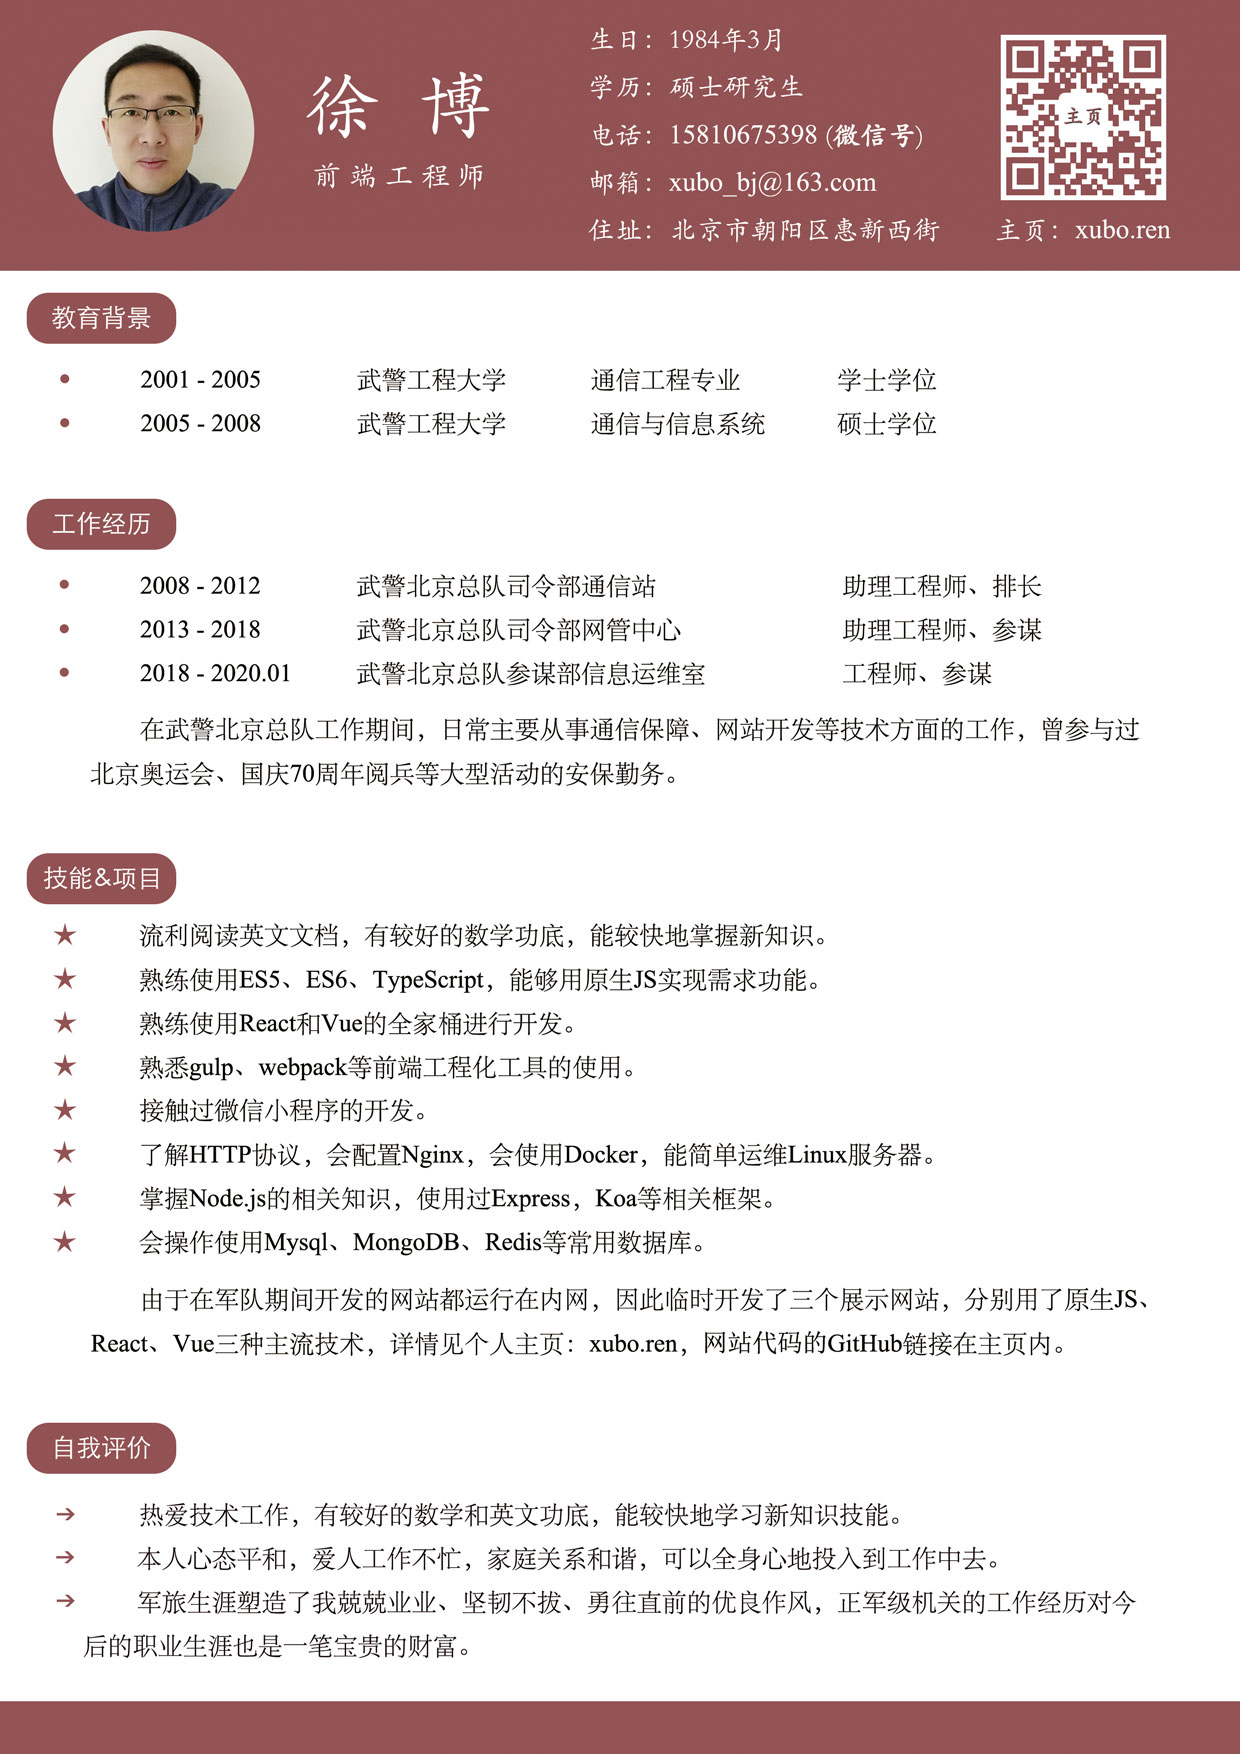 徐 博
前端工程师
生日：1984年3月
学历：硕士研究生
电话：15810675398 (微信号)
邮箱：xubo_bj@163.com
住址：北京市朝阳区惠新西街
主页
主页：xubo.ren
教育背景
2001 - 2005 武警工程大学 通信工程专业 学士学位
2005 - 2008 武警工程大学 通信与信息系统 硕士学位
工作经历
2008 - 2012 武警北京总队司令部通信站 助理工程师、排长
2013 - 2018 武警北京总队司令部网管中心 助理工程师、参谋
2018 - 2020.01 武警北京总队参谋部信息运维室 工程师、参谋
在武警北京总队工作期间，日常主要从事通信保障、网站开发等技术方面的工作，曾参与过
北京奥运会、国庆70周年阅兵等大型活动的安保勤务。
技能&项目
★ 流利阅读英文文档，有较好的数学功底，能较快地掌握新知识。
★ 熟练使用ES5、ES6、TypeScript，能够用原生JS实现需求功能。
★ 熟练使用React和Vue的全家桶进行开发。
★ 熟悉gulp、webpack等前端工程化工具的使用。
★ 接触过微信小程序的开发。
★ 了解HTTP协议，会配置Nginx，会使用Docker，能简单运维Linux服务器。
★ 掌握Node.js的相关知识，使用过Express，Koa等相关框架。
★ 会操作使用Mysql、MongoDB、Redis等常用数据库。
由于在军队期间开发的网站都运行在内网，因此临时开发了三个展示网站，分别用了原生JS、
React、Vue三种主流技术，详情见个人主页：xubo.ren，网站代码的GitHub链接在主页内。
自我评价
→ 热爱技术工作，有较好的数学和英文功底，能较快地学习新知识技能。
→ 本人心态平和，爱人工作不忙，家庭关系和谐，可以全身心地投入到工作中去。
→ 军旅生涯塑造了我兢兢业业、坚韧不拔、勇往直前的优良作风，正军级机关的工作经历对今
后的职业生涯也是一笔宝贵的财富。